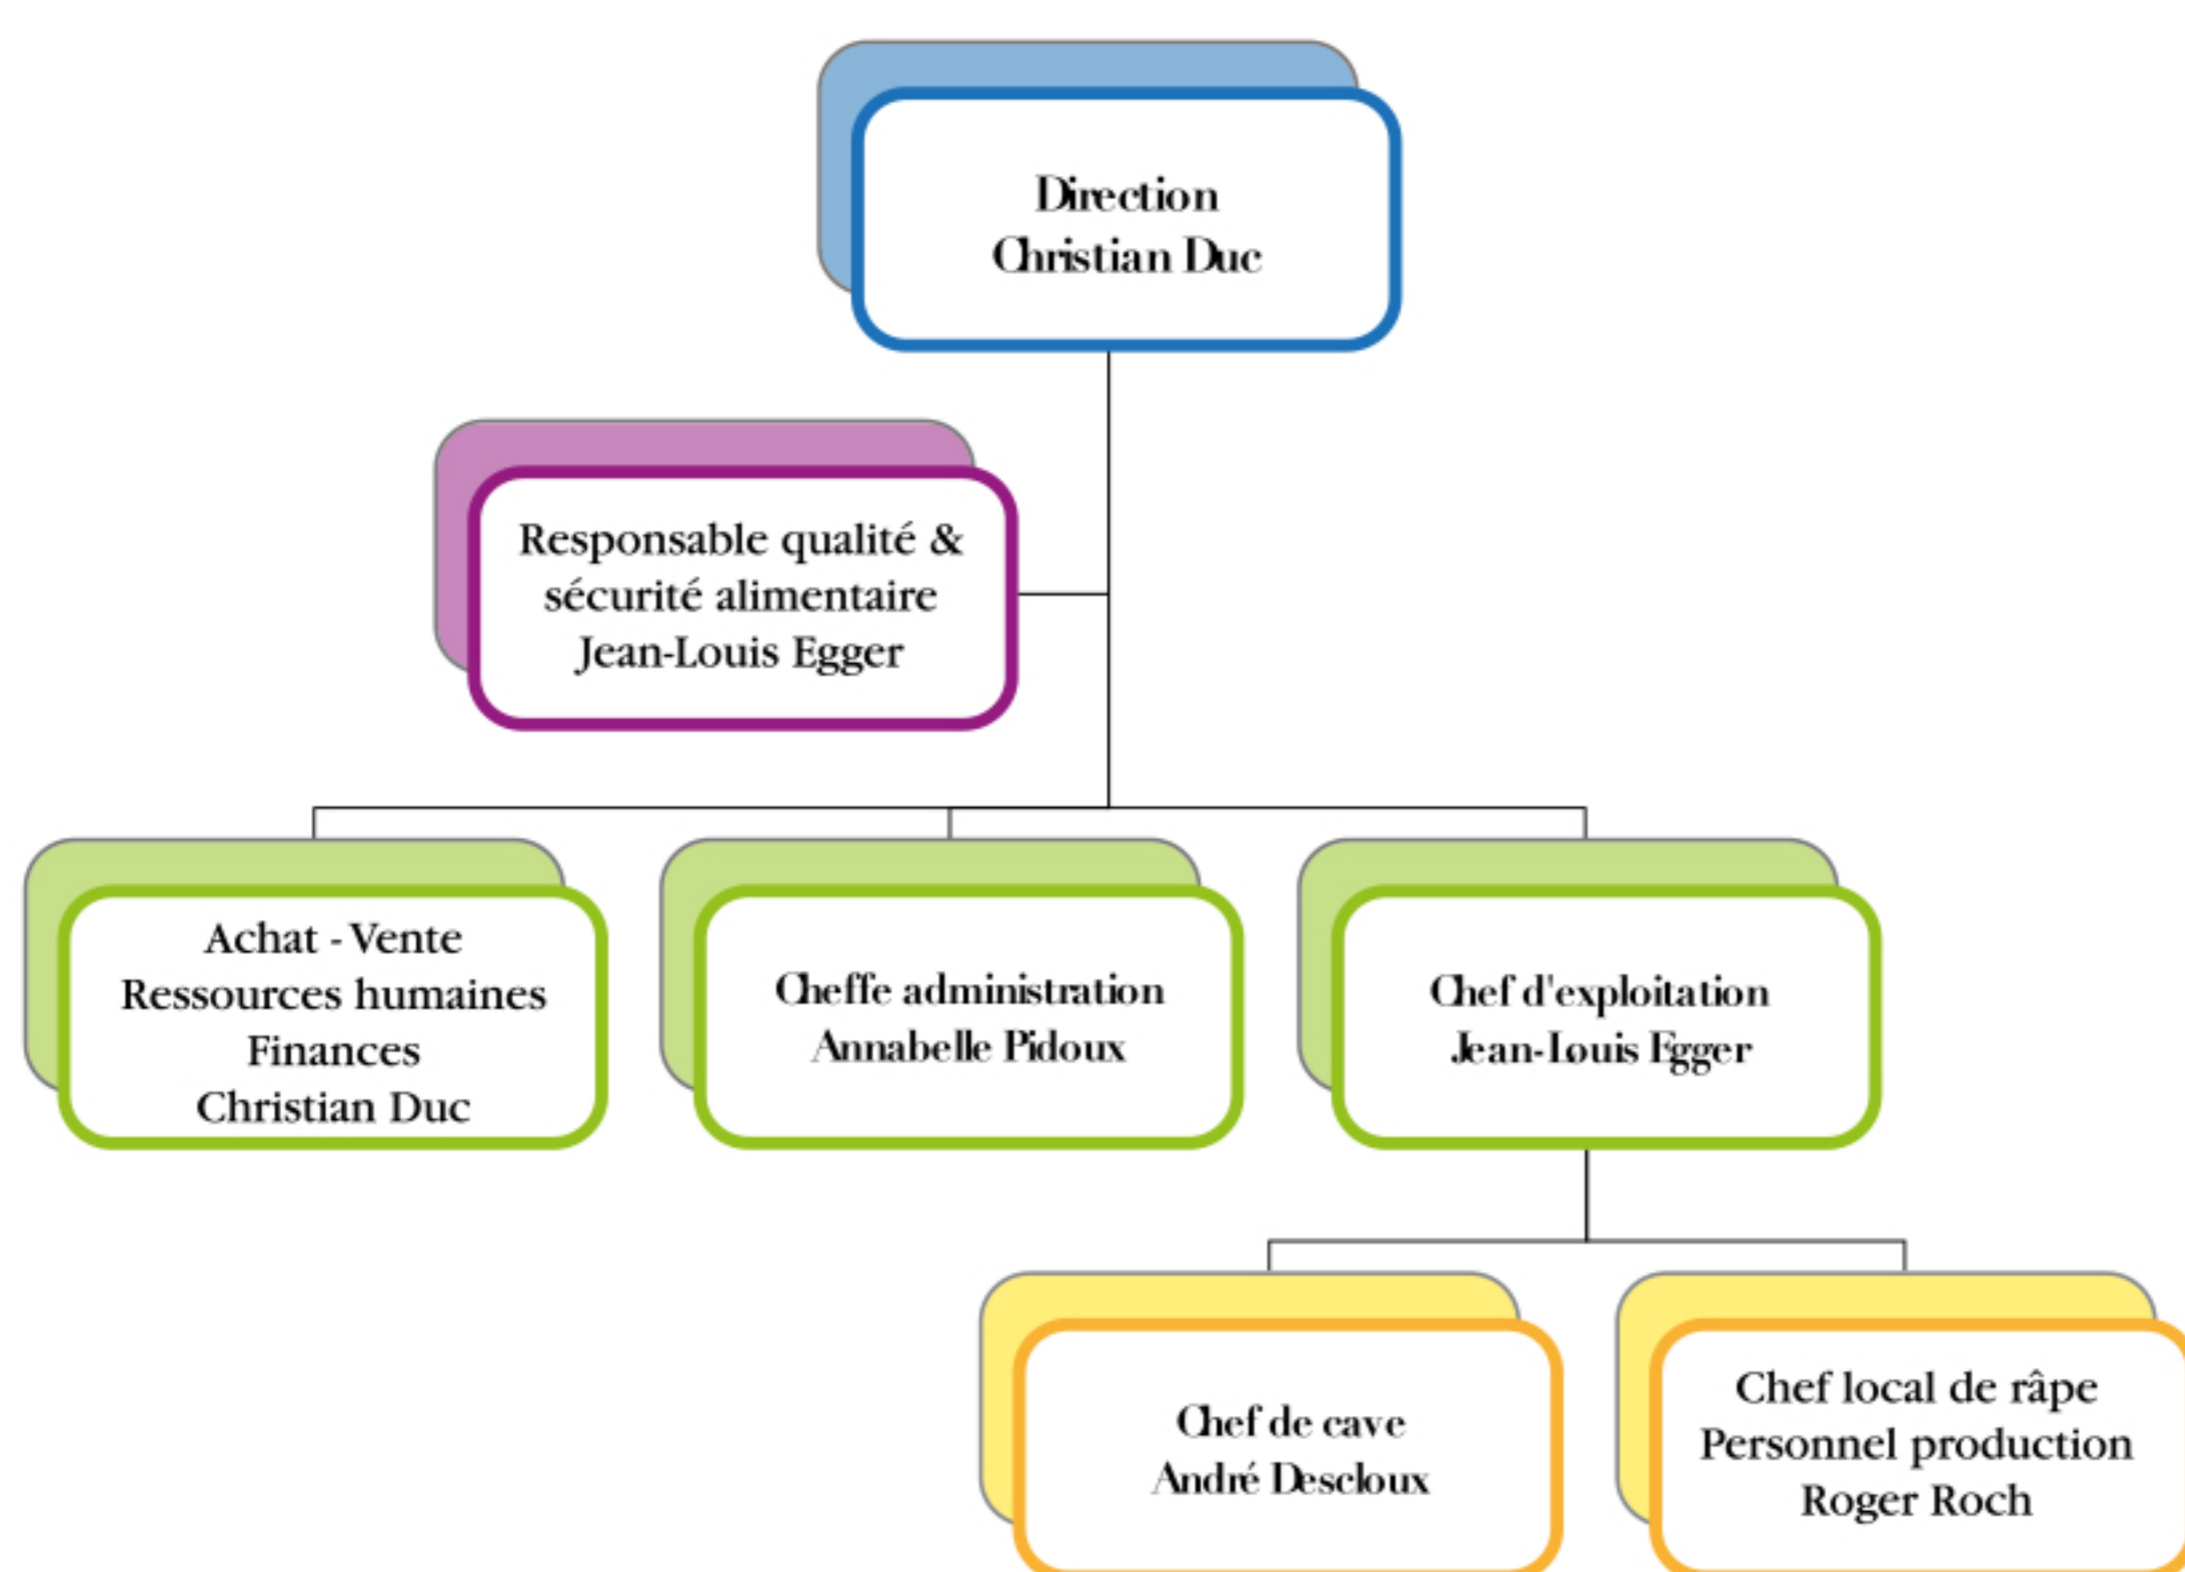 Direction
Christian Duc
Responsable qualité &
sécurité alimentaire
Jean-Louis Egger
Achat - Vente
Ressources humaines
Finances
Christian Duc
Cheffe administration
Annabelle Pidoux
Chef d'exploitation
Jean-Louis Egger
Chef de cave
André Descloux
Chef local de râpe
Personnel production
Roger Roch